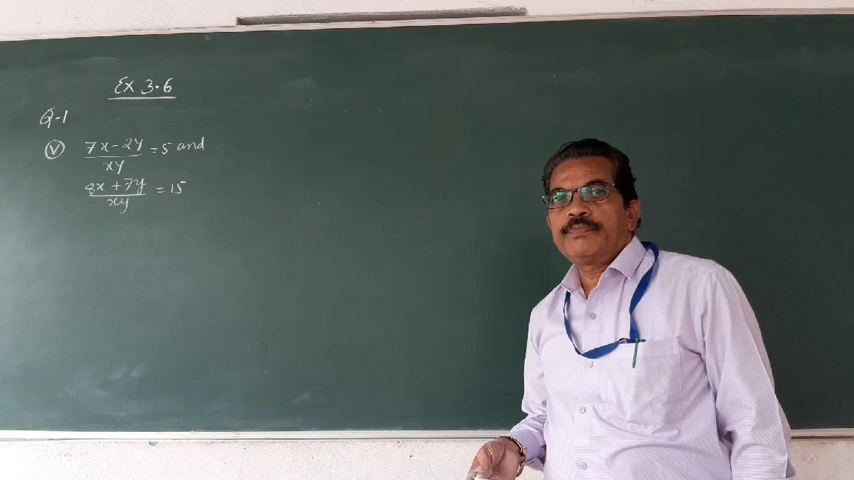 Ex 3.6
Q-1
(V) 7x-2y/xy = 5 and
8x+7y/xy = 15